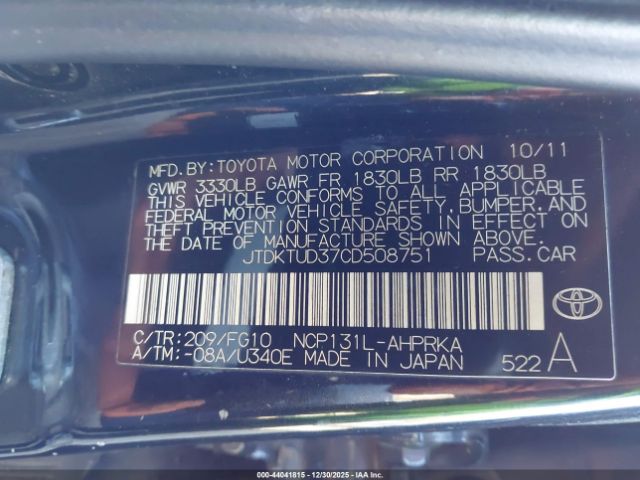 MFD.BY:TOYOTA MOTOR CORPORATION 10/11
GVWR 3330LB GAWR FR 1830LB RR 1830LB
THIS VEHICLE CONFORMS TO ALL APPLICABLE
FEDERAL MOTOR VEHICLE SAFETY,BUMPER,AND
THEFT PREVENTION STANDARDS IN EFFECT ON
THE DATE OF MANUFACTURE SHOWN ABOVE.
JTDKTUD37CD508751 PASS.CAR
C/TR:209/FG10 NCP131L-AHPRKA
A/TM:-08A/U340E MADE IN JAPAN 522 A
000-44041815 - 12/30/2025 - IAA Holdings, LLC.